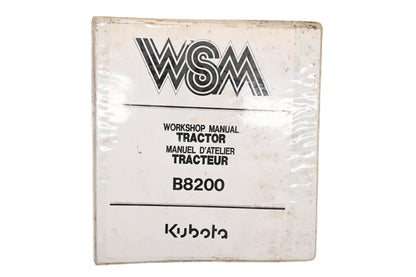 WSM
WORKSHOP MANUAL
TRACTOR
MANUEL D'ATELIER
TRACTEUR
B8200
Kubota